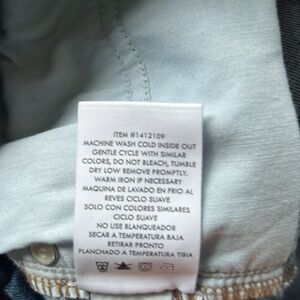 ITEM #1412109
MACHINE WASH COLD INSIDE OUT
GENTLE CYCLE WITH SIMILAR
COLORS, DO NOT BLEACH, TUMBLE
DRY LOW REMOVE PROMPTLY.
WARM IRON IF NECESSARY
MAQUINA DE LAVADO EN FRIO AL
REVES CICLO SUAVE
SOLO CON COLORES SIMILARES
CICLO SUAVE
NO USE BLANQUEADOR
SECAR A TEMPERATURA BAJA
RETIRAR PRONTO
PLANCHADO A TEMPERATURA TIBIA